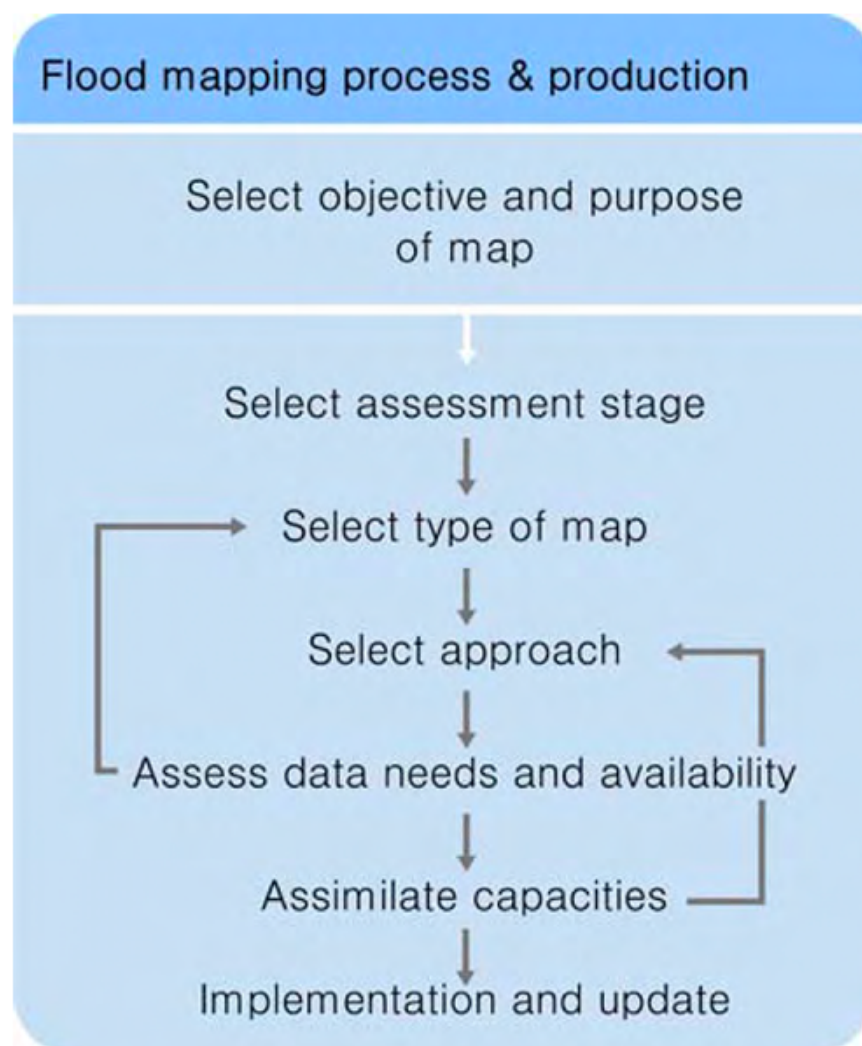 Flood mapping process & production
Select objective and purpose
of map
Select assessment stage
Select type of map
Select approach
Assess data needs and availability
Assimilate capacities
Implementation and update